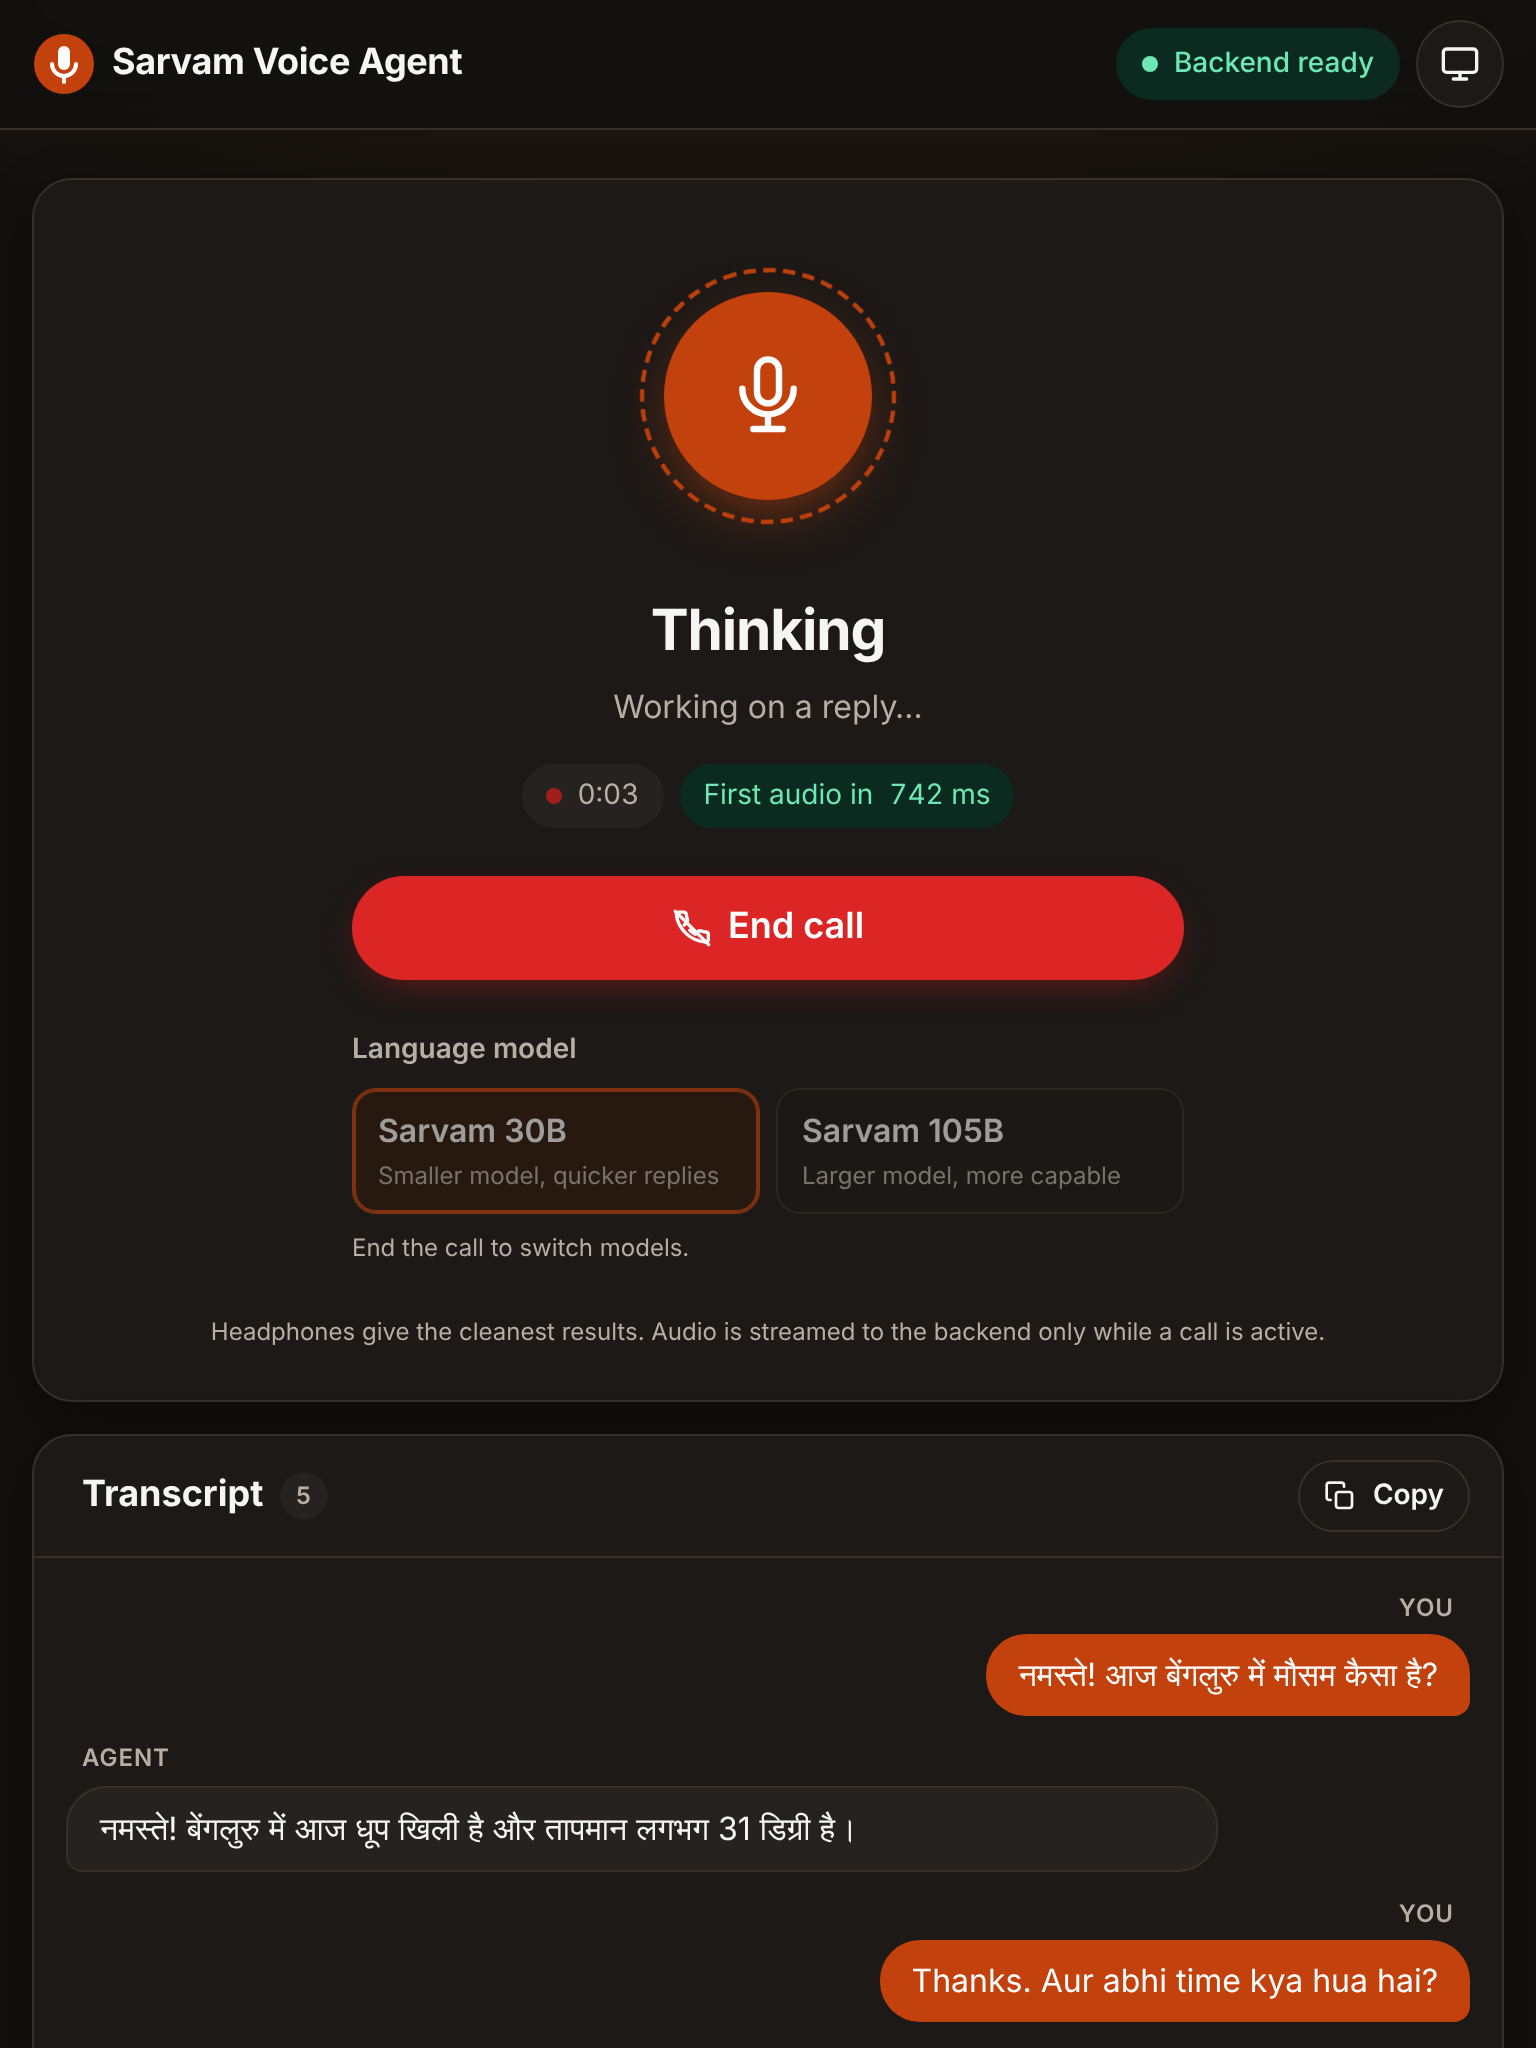 Sarvam Voice Agent
Backend ready
Thinking
Working on a reply...
0:03
First audio in 742 ms
End call
Language model
Sarvam 30B
Smaller model, quicker replies
Sarvam 105B
Larger model, more capable
End the call to switch models.
Headphones give the cleanest results. Audio is streamed to the backend only while a call is active.
Transcript 5
Copy
YOU
नमस्ते! आज बेंगलुरु में मौसम कैसा है?
AGENT
नमस्ते! बेंगलुरु में आज धूप खिली है और तापमान लगभग 31 डिग्री है।
YOU
Thanks. Aur abhi time kya hua hai?